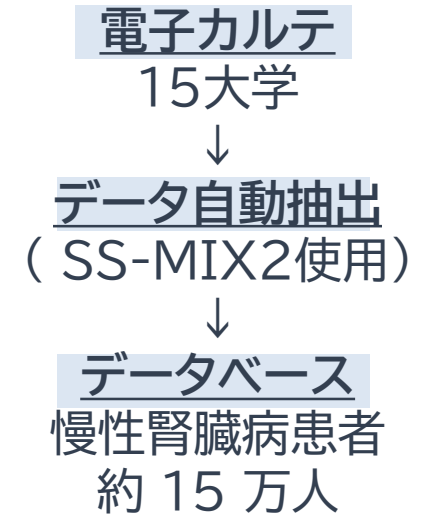 電子カルテ
15大学
↓
データ自動抽出
( SS-MIX2使用)
↓
データベース
慢性腎臓病患者
約 15 万人